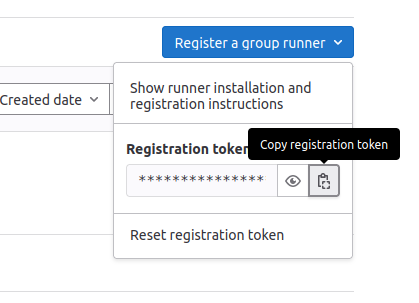 Register a group runner
Created date
Show runner installation and
registration instructions
Registration token
Copy registration token
***************
Reset registration token